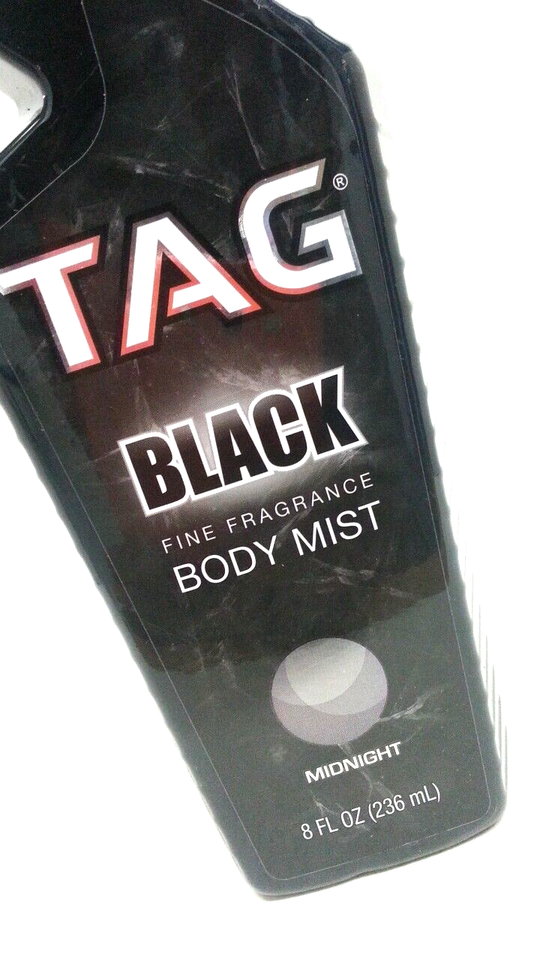 TAG®
BLACK
FINE FRAGRANCE
BODY MIST
MIDNIGHT
8 FL OZ (236 mL)